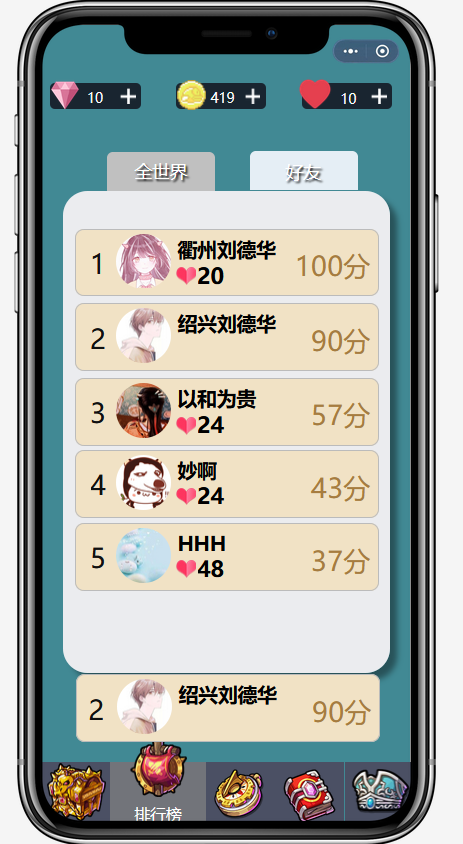 10
419
10
全世界
好友
1 衢州刘德华 100分
20
2 绍兴刘德华 90分
3 以和为贵 57分
24
4 妙啊 43分
24
5 HHH 37分
48
2 绍兴刘德华 90分
排行榜